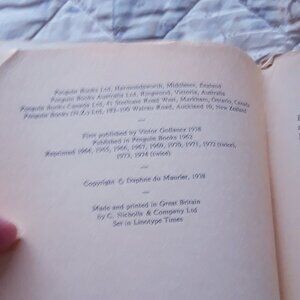 Penguin Books Ltd, Harmondsworth, Middlesex, England
Penguin Books Australia Ltd, Ringwood, Victoria, Australia
Penguin Books Canada Ltd, 41 Steelcase Road West, Markham, Ontario, Canada
Penguin Books (N.Z.) Ltd, 182–190 Wairau Road, Auckland 10, New Zealand
First published by Victor Gollancz 1938
Published in Penguin Books 1962
Reprinted 1964, 1965, 1966, 1967, 1969, 1970, 1971, 1972 (twice),
1973, 1974 (twice)
Copyright © Daphne du Maurier, 1938
Made and printed in Great Britain
by C. Nicholls & Company Ltd
Set in Linotype Times